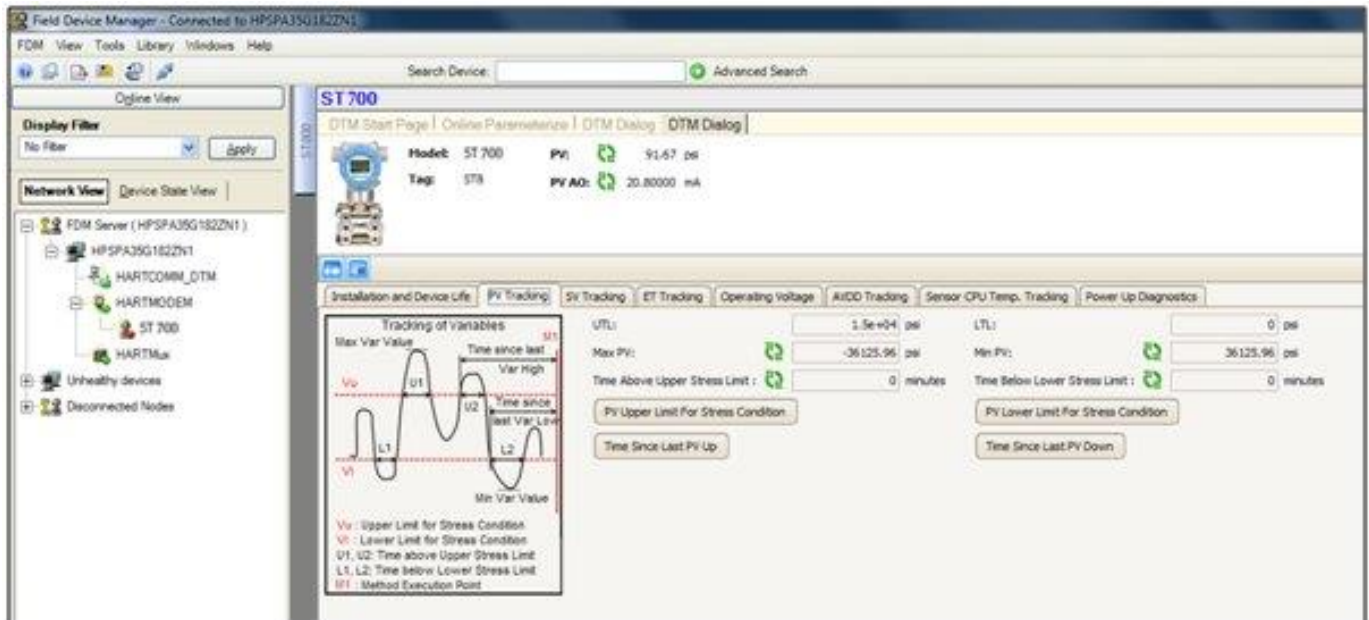 Field Device Manager - Connected to HPSPA35G182ZN1
FDM View Tools Library Windows Help
Search Device: Advanced Search
Online View
Display Filter
No Filter Apply
Network View Device State View
FDM Server ( HPSPA35G182ZN1 )
HPSPA35G182ZN1
HARTCOMM_DTM
HARTMODEM
ST 700
HARTMux
Unhealthy devices
Disconnected Nodes
ST700
ST 700
DTM Start Page Online Parameterize DTM Dialog DTM Dialog
Model: ST 700 PV: 91.67 psi
Tag: ST8 PV AO: 20.80000 mA
Installation and Device Life PV Tracking SV Tracking ET Tracking Operating Voltage AVDD Tracking Sensor CPU Temp. Tracking Power Up Diagnostics
Tracking of Variables
Max Var Value
Time since last
Var High
Vu
U1
U2
Time since
last Var Low
L1
L2
Vl
Min Var Value
Vu : Upper Limit for Stress Condition
Vl : Lower Limit for Stress Condition
U1, U2: Time above Upper Stress Limit
L1, L2: Time below Lower Stress Limit
: Method Execution Point
UTL: 1.5e+04 psi LTL: 0 psi
Max PV: -36125.96 psi Min PV: 36125.96 psi
Time Above Upper Stress Limit : 0 minutes Time Below Lower Stress Limit : 0 minutes
PV Upper Limit For Stress Condition PV Lower Limit For Stress Condition
Time Since Last PV Up Time Since Last PV Down